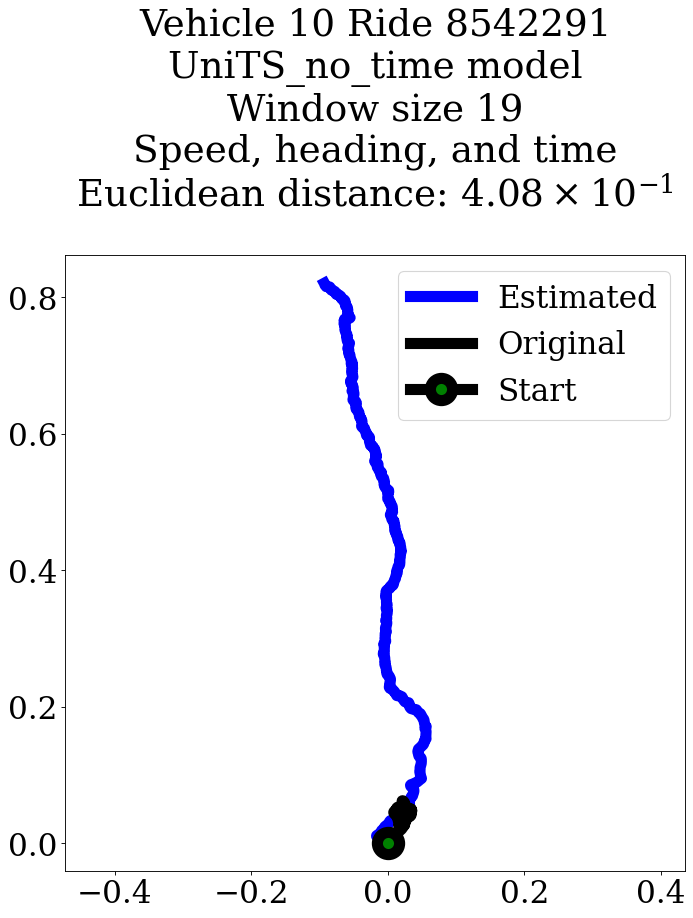 Vehicle 10 Ride 8542291
UniTS_no_time model
Window size 19
Speed, heading, and time
Euclidean distance: 4.08 × 10⁻¹
Estimated
Original
Start
0.8
0.6
0.4
0.2
0.0
−0.4 −0.2 0.0 0.2 0.4